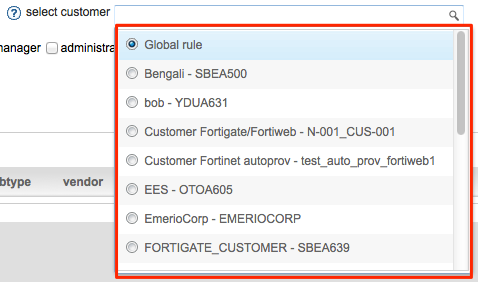 select customer
Global rule
manager administra
Bengali - SBEA500
bob - YDUA631
Customer Fortigate/Fortiweb - N-001_CUS-001
Customer Fortinet autoprov - test_auto_prov_fortiweb1
btype vendor
EES - OTOA605
EmerioCorp - EMERIOCORP
FORTIGATE_CUSTOMER - SBEA639